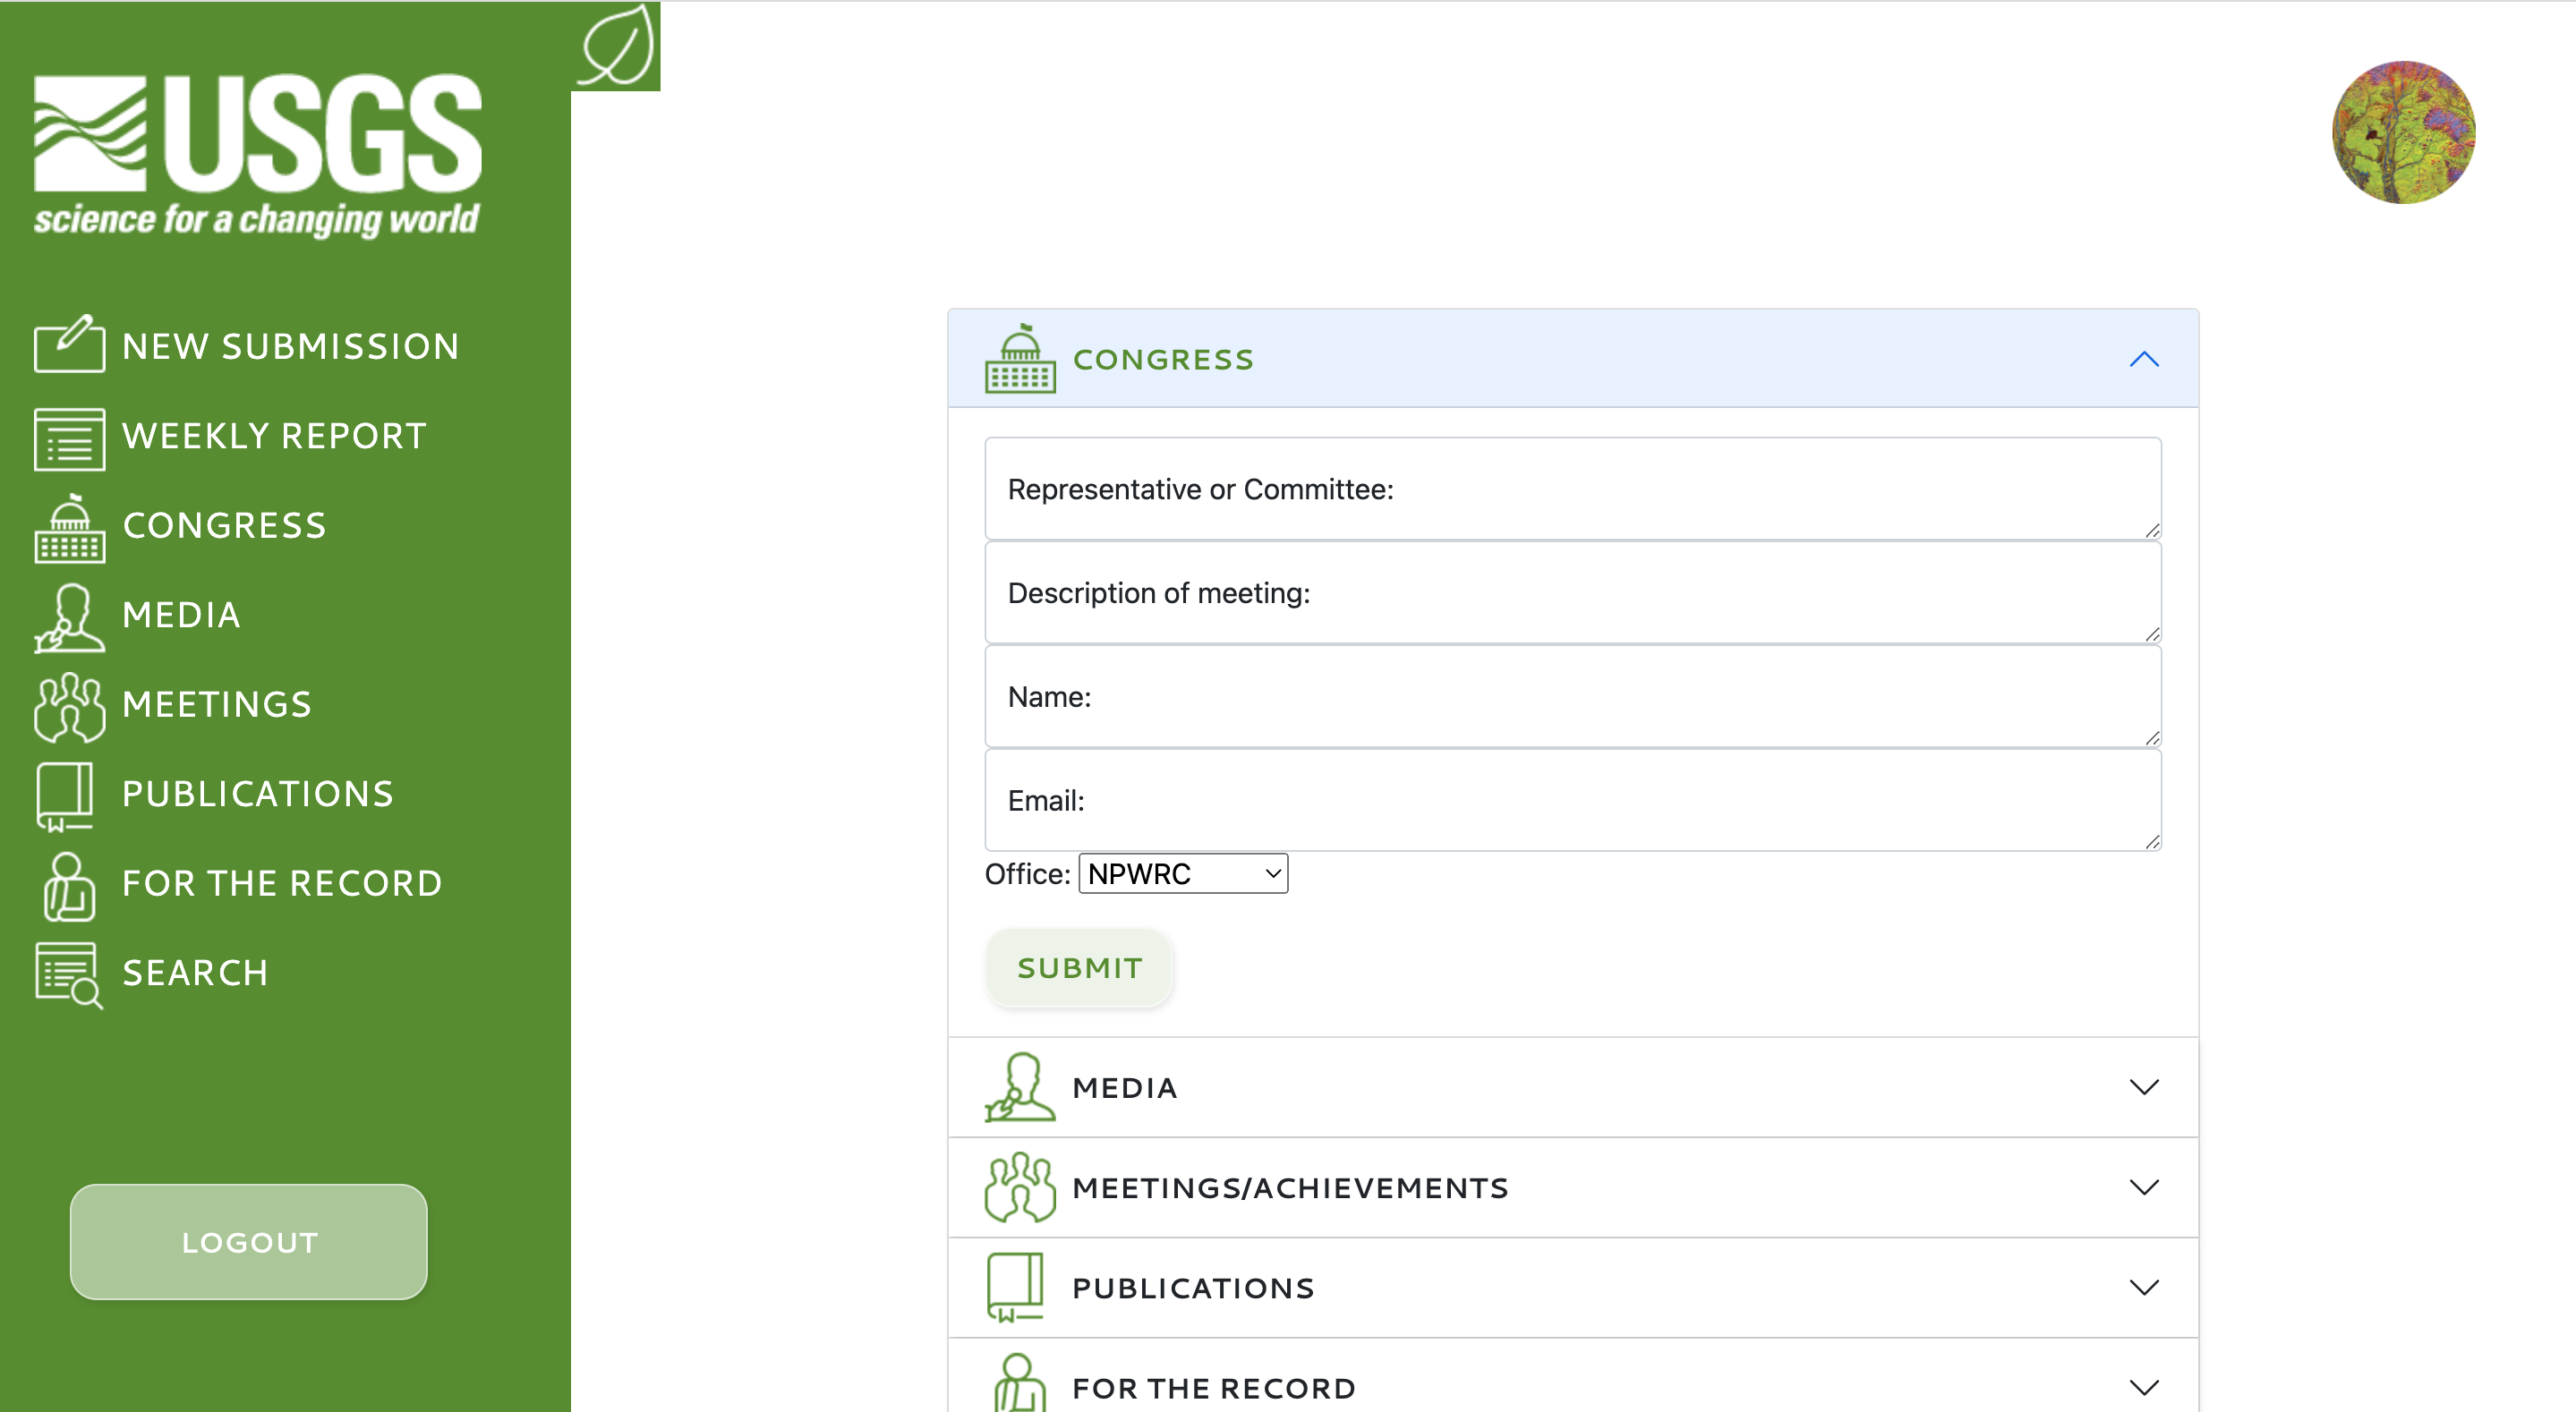 USGS
science for a changing world
NEW SUBMISSION
WEEKLY REPORT
CONGRESS
MEDIA
MEETINGS
PUBLICATIONS
FOR THE RECORD
SEARCH
LOGOUT
CONGRESS
Representative or Committee:
Description of meeting:
Name:
Email:
Office: NPWRC
SUBMIT
MEDIA
MEETINGS/ACHIEVEMENTS
PUBLICATIONS
FOR THE RECORD